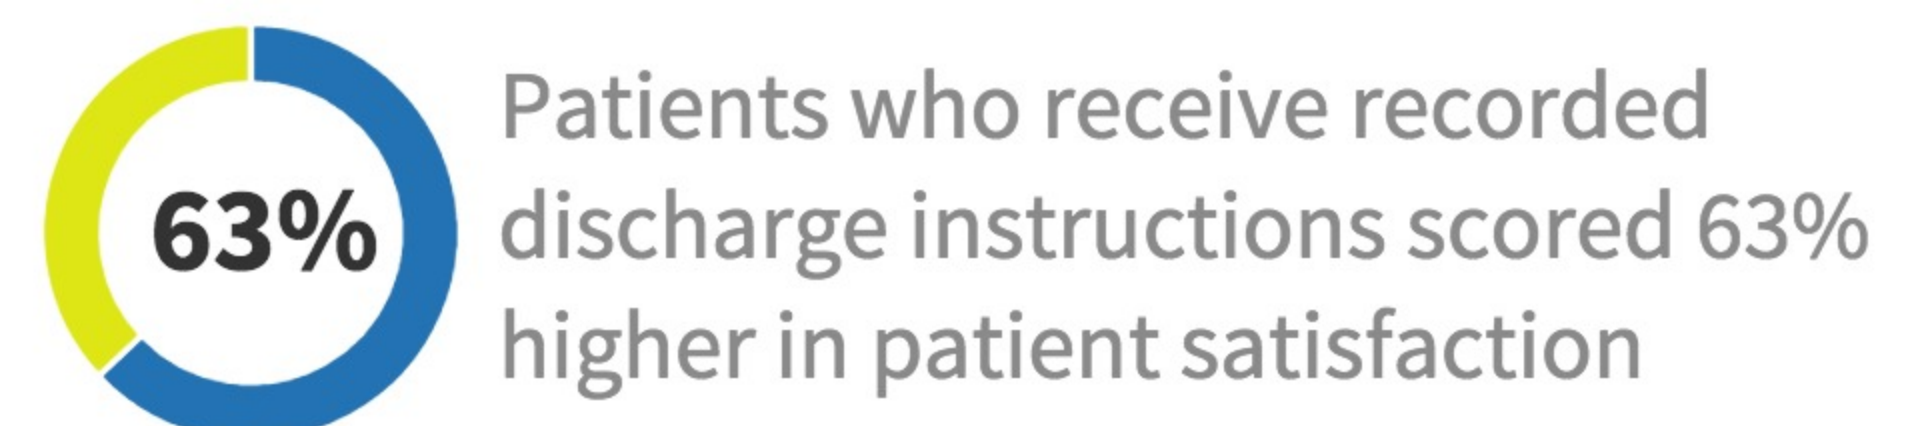 63%
Patients who receive recorded
discharge instructions scored 63%
higher in patient satisfaction